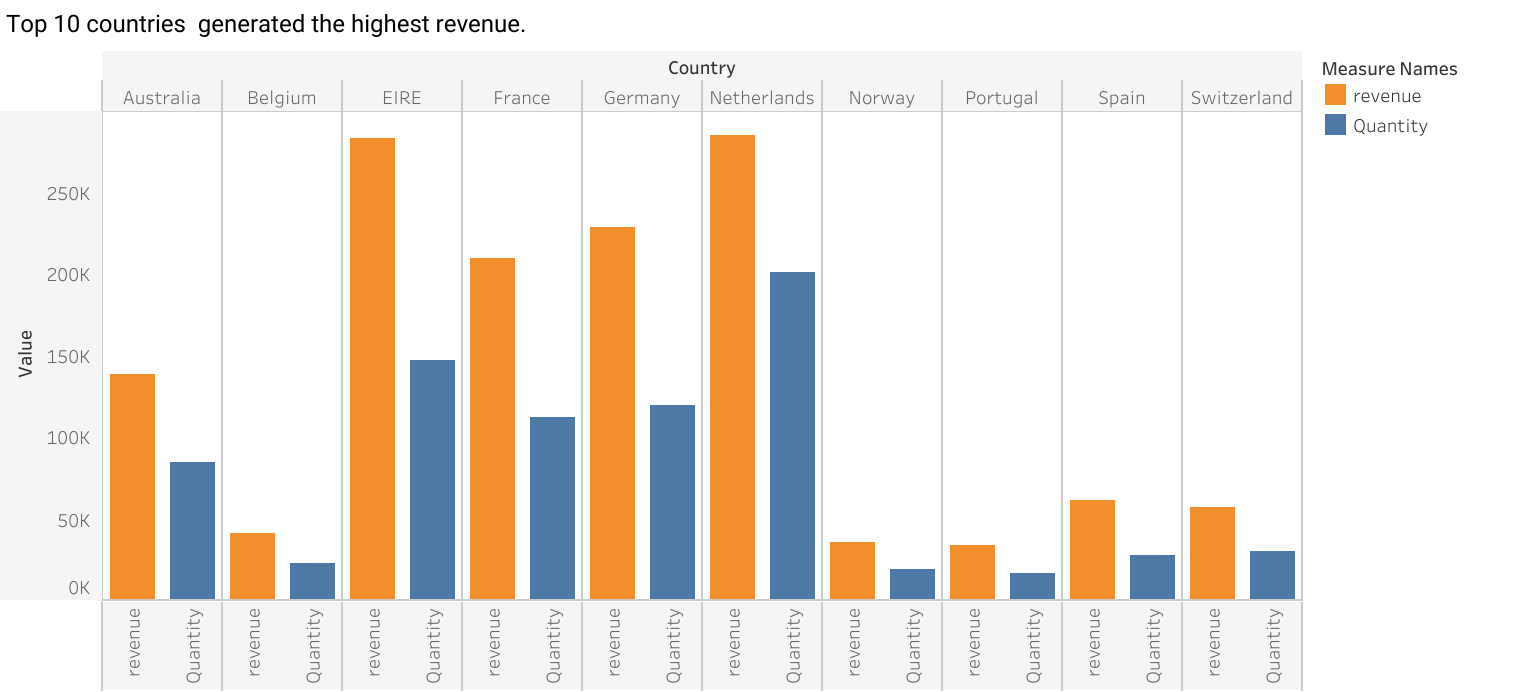 Top 10 countries  generated the highest revenue.
Country
Australia Belgium EIRE France Germany Netherlands Norway Portugal Spain Switzerland
Measure Names
revenue
Quantity
Value
250K
200K
150K
100K
50K
0K
revenue Quantity revenue Quantity revenue Quantity revenue Quantity revenue Quantity revenue Quantity revenue Quantity revenue Quantity revenue Quantity revenue Quantity